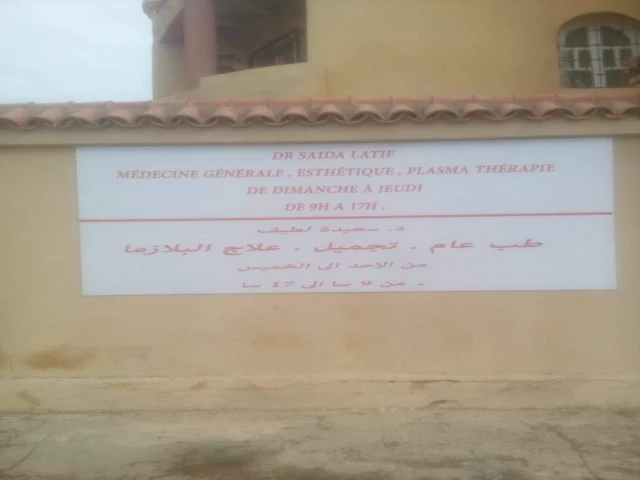 DR SAIDA LATIF
MÉDECINE GÉNÉRALE , ESTHÉTIQUE , PLASMA THÉRAPIE
DE DIMANCHE À JEUDI
DE 9H A 17H .
د. سعيدة لطيف
طب عام . تجميل . علاج البلازما
من الاحد الى الخميس
من 9 سا الى 17 سا .